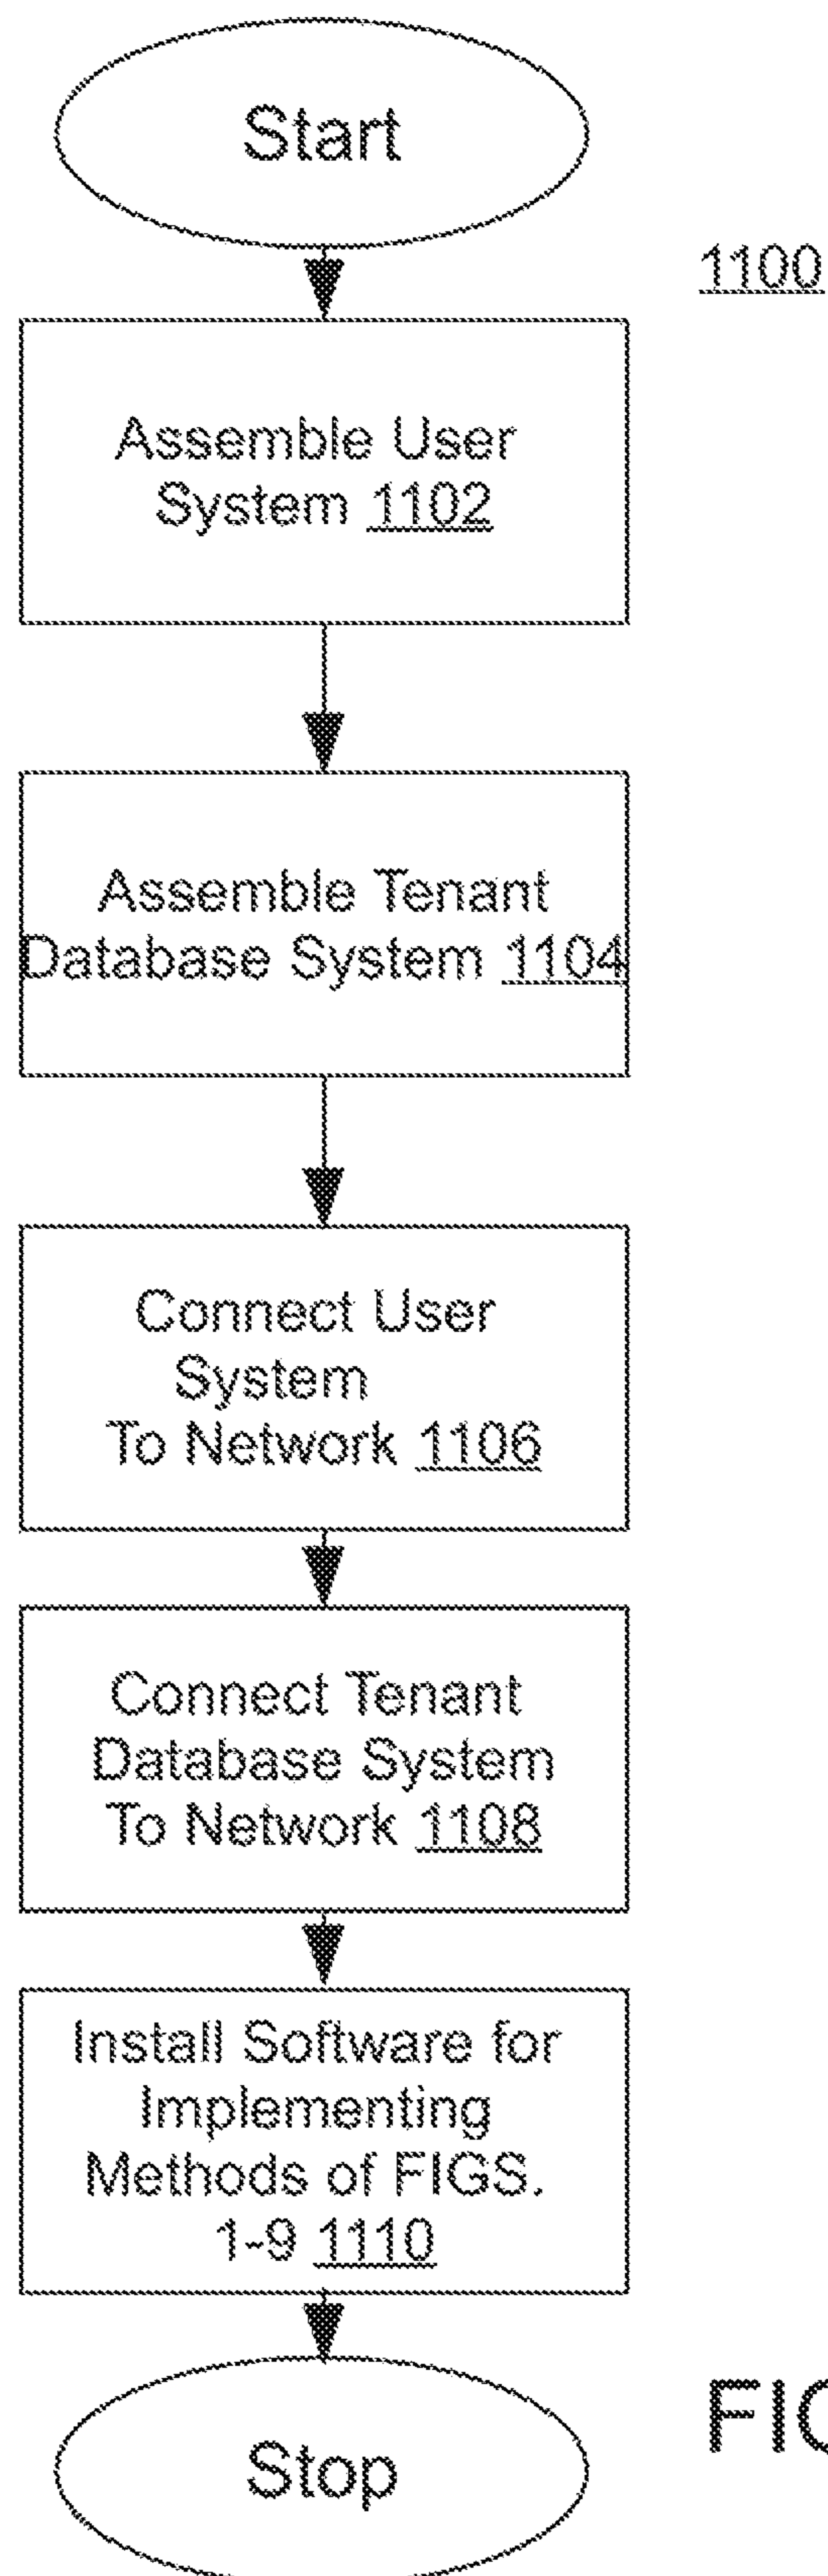 Start
1100
Assemble User
System 1102
Assemble Tenant
Database System 1104
Connect User
System
To Network 1106
Connect Tenant
Database System
To Network 1108
Install Software for
Implementing
Methods of FIGS.
1-9 1110
Stop